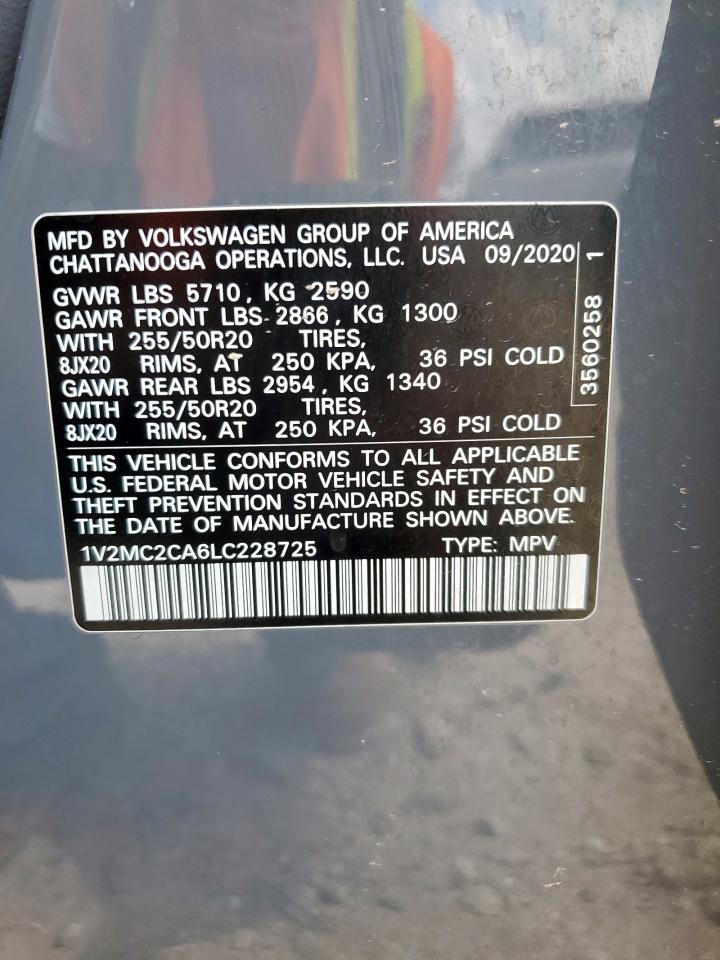 MFD BY VOLKSWAGEN GROUP OF AMERICA
CHATTANOOGA OPERATIONS, LLC. USA 09/2020
GVWR LBS 5710, KG 2590
GAWR FRONT LBS 2866, KG 1300
WITH 255/50R20 TIRES,
8JX20 RIMS, AT 250 KPA, 36 PSI COLD
GAWR REAR LBS 2954, KG 1340
WITH 255/50R20 TIRES,
8JX20 RIMS, AT 250 KPA, 36 PSI COLD
3560258 1
THIS VEHICLE CONFORMS TO ALL APPLICABLE
U.S. FEDERAL MOTOR VEHICLE SAFETY AND
THEFT PREVENTION STANDARDS IN EFFECT ON
THE DATE OF MANUFACTURE SHOWN ABOVE.
1V2MC2CA6LC228725 TYPE: MPV